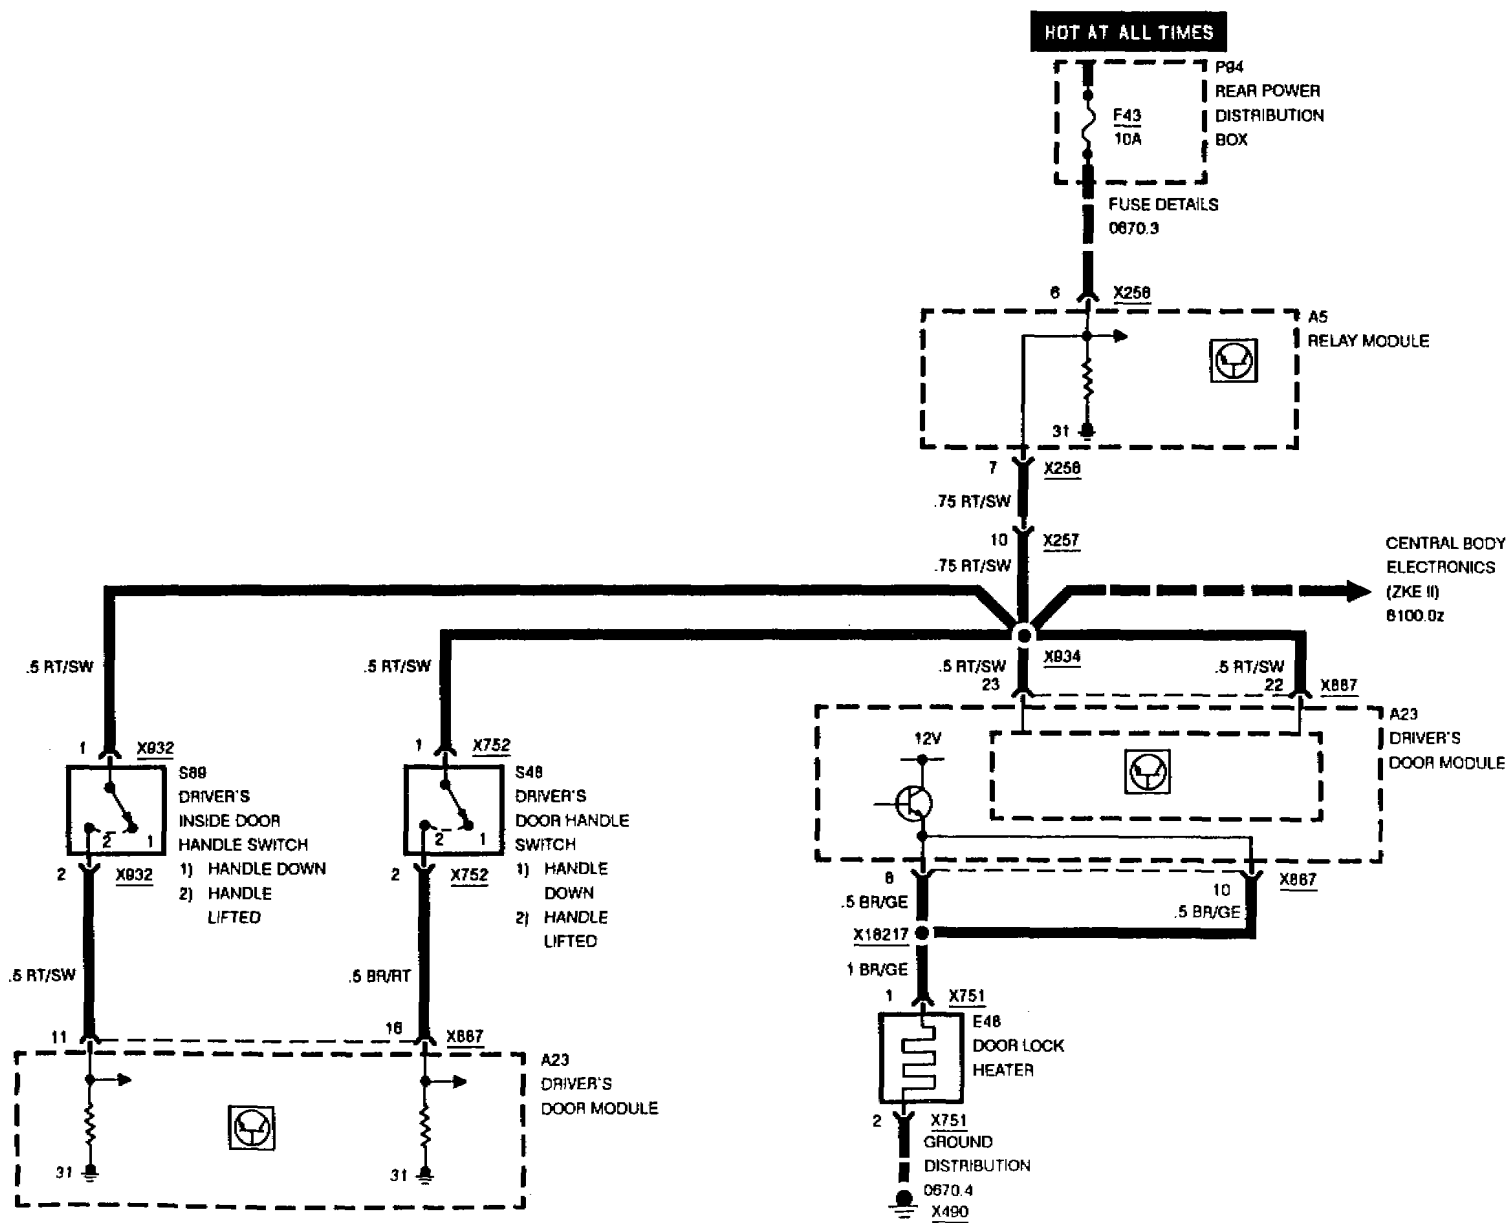 HOT AT ALL TIMES
P94
REAR POWER
DISTRIBUTION
BOX
F43
10A
FUSE DETAILS
0670.3
6
X256
A5
RELAY MODULE
31
7
X256
.75 RT/SW
10
X257
.75 RT/SW
CENTRAL BODY
ELECTRONICS
(ZKE II)
6100.0z
.5 RT/SW
.5 RT/SW
.5 RT/SW
X934
.5 RT/SW
23
22
X887
1
X932
S89
DRIVER'S
INSIDE DOOR
HANDLE SWITCH
1) HANDLE DOWN
2) HANDLE
LIFTED
2
1
2
X932
1
X752
S48
DRIVER'S
DOOR HANDLE
SWITCH
1) HANDLE
DOWN
2) HANDLE
LIFTED
2
1
2
X752
A23
DRIVER'S
DOOR MODULE
12V
8
10
X887
.5 BR/GE
.5 BR/GE
X18217
1 BR/GE
1
X751
E48
DOOR LOCK
HEATER
2
X751
GROUND
DISTRIBUTION
0670.4
X490
.5 RT/SW
.5 BR/RT
11
16
X887
A23
DRIVER'S
DOOR MODULE
31
31